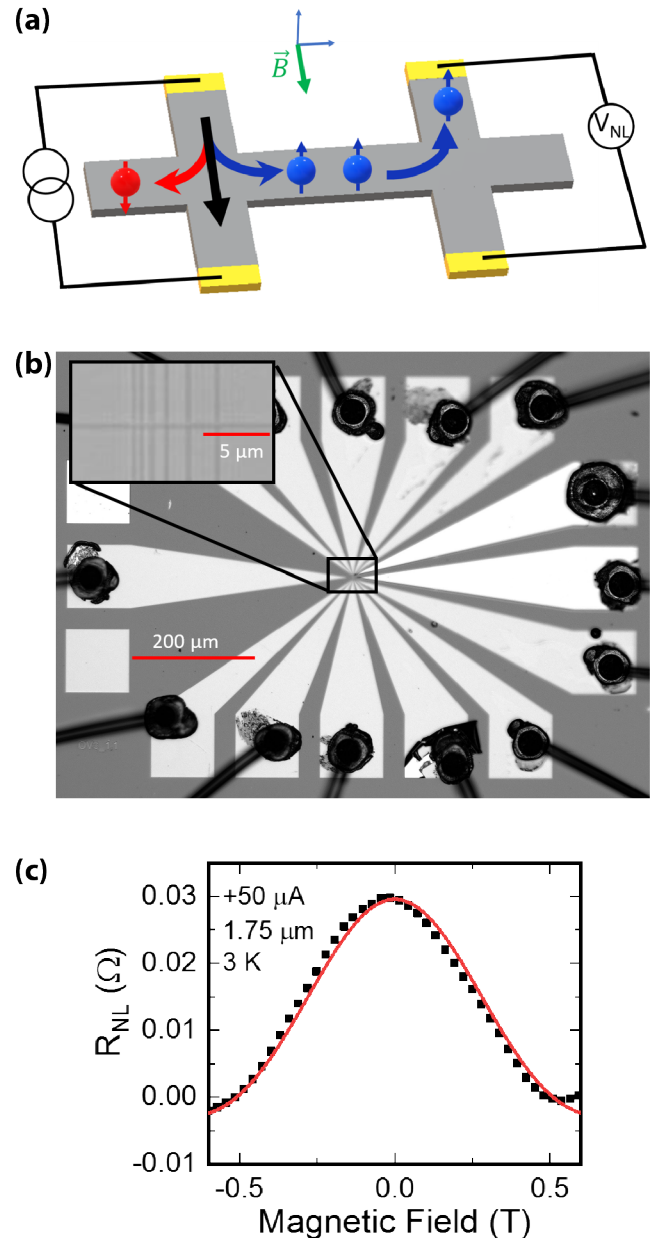 (a)
B
V_NL
(b)
5 μm
200 μm
(c)
+50 μA
1.75 μm
3 K
R_NL (Ω)
0.03
0.02
0.01
0.00
-0.01
-0.5
0.0
0.5
Magnetic Field (T)